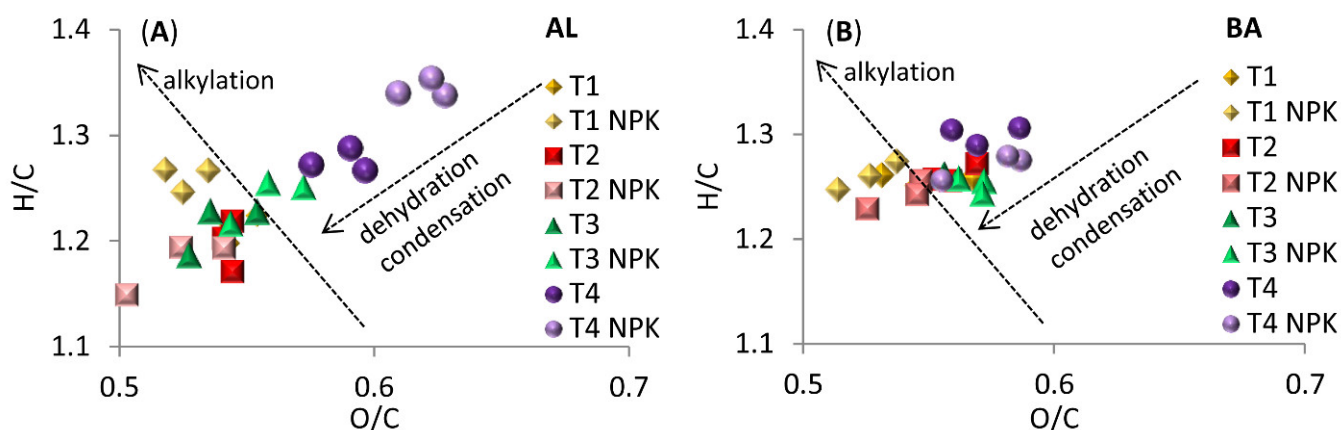 (A)
AL
1.4
1.3
1.2
1.1
H/C
0.5
0.6
0.7
O/C
alkylation
dehydration
condensation
T1
T1 NPK
T2
T2 NPK
T3
T3 NPK
T4
T4 NPK
(B)
BA
1.4
1.3
1.2
1.1
H/C
0.5
0.6
0.7
O/C
alkylation
dehydration
condensation
T1
T1 NPK
T2
T2 NPK
T3
T3 NPK
T4
T4 NPK